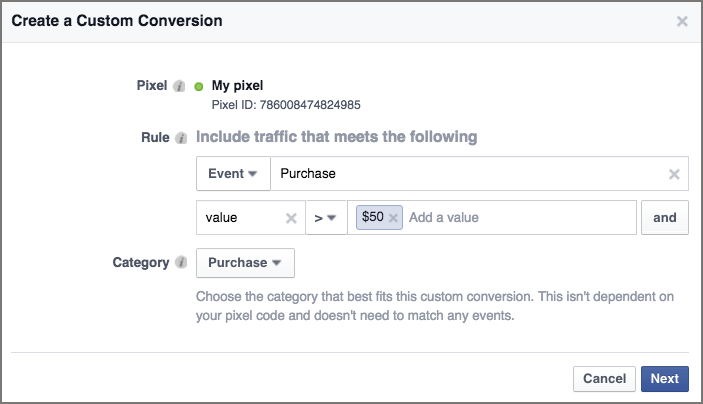 Create a Custom Conversion
Pixel My pixel
Pixel ID: 786008474824985
Rule Include traffic that meets the following
Event Purchase
value > $50 Add a value and
Category Purchase
Choose the category that best fits this custom conversion. This isn't dependent on
your pixel code and doesn't need to match any events.
Cancel Next